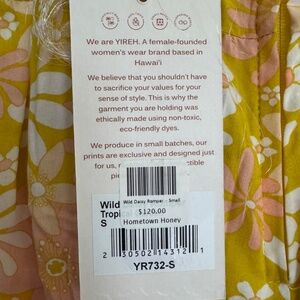 We are YIREH. A female-founded
women's wear brand based in
Hawai'i
We believe that you shouldn't have
to sacrifice your values for your
sense of style. This is why the
garment you are holding was
ethically made using non-toxic,
eco-friendly dyes.
We produce in small batches, our
prints are exclusive and designed just
for us,
Wild
Wild Daisy Romper - Small
Tropical
$120.00
S
Hometown Honey
2 30502 14312 1
YR732-S